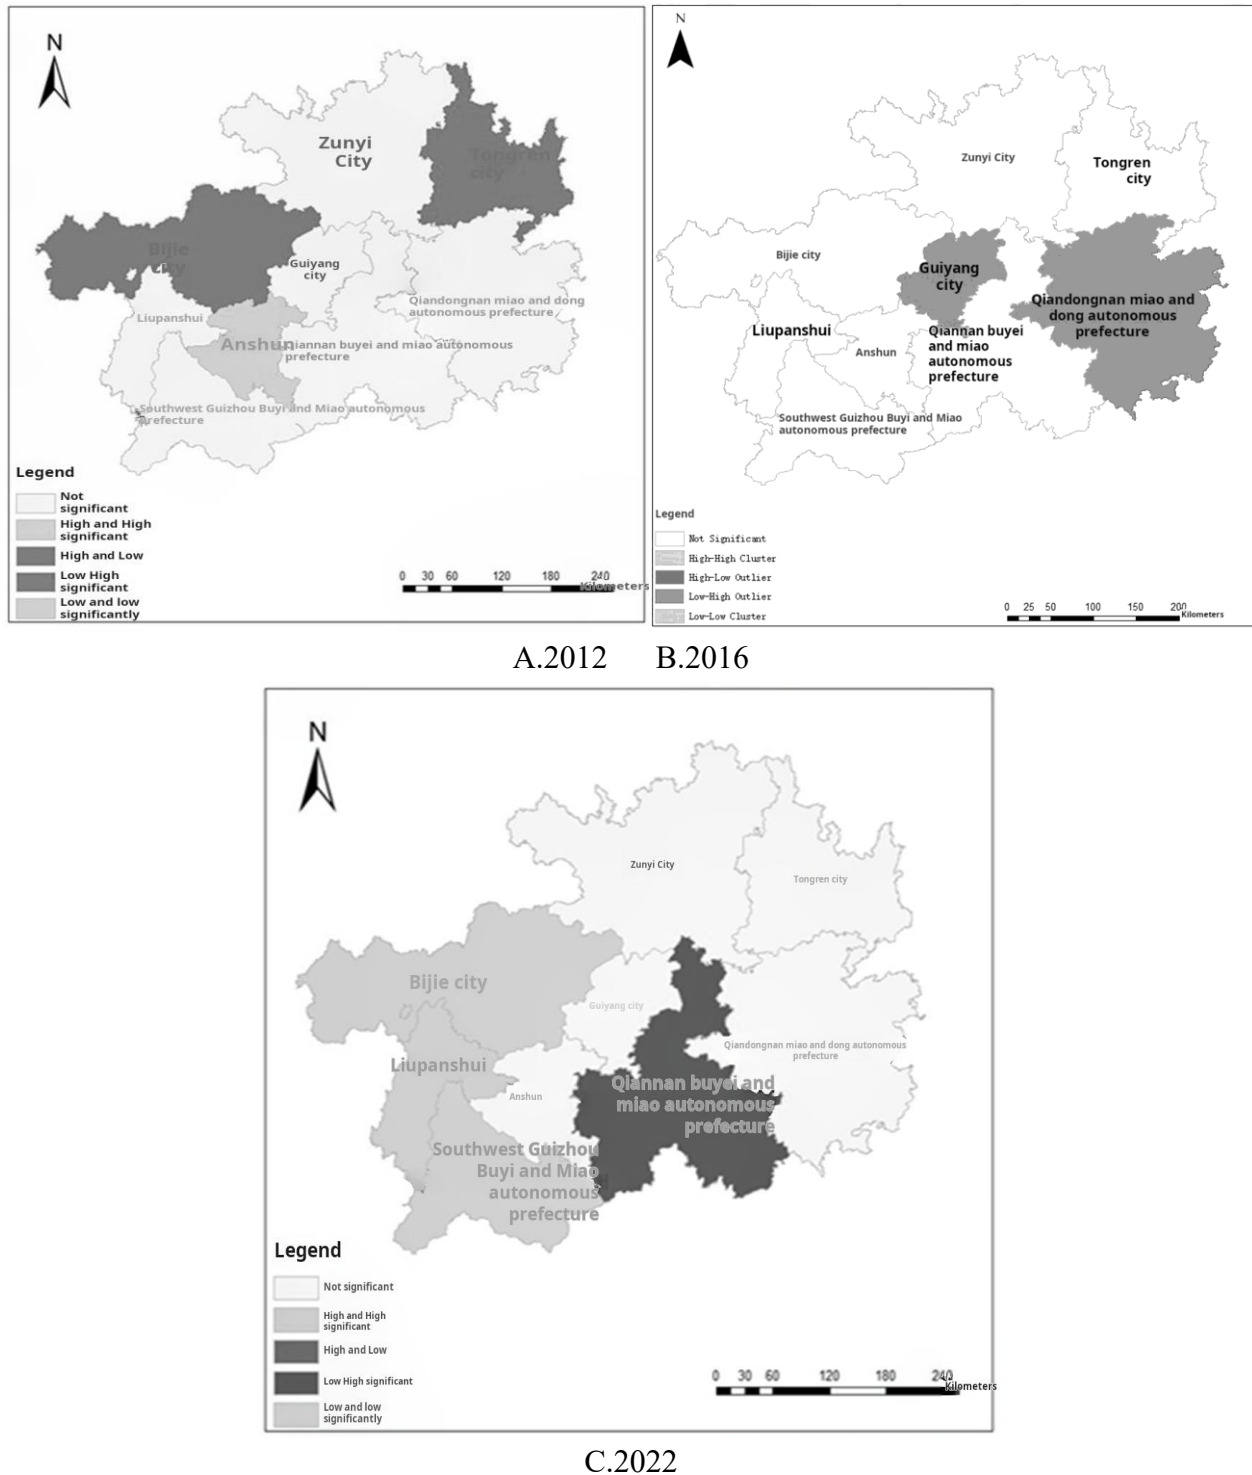 N
Zunyi
City
Tongren
city
Bijie
city
Guiyang
city
Qiandongnan miao and dong
autonomous prefecture
Liupanshui
Anshun
Qiannan buyei and miao autonomous
prefecture
Southwest Guizhou Buyi and Miao autonomous
prefecture
Legend
Not
significant
High and High
significant
High and Low
Low High
significant
Low and low
significantly
0 30 60 120 180 240
Kilometers
N
Zunyi City
Tongren
city
Bijie city
Guiyang
city
Qiandongnan miao and
dong autonomous
prefecture
Liupanshui
Anshun
Qiannan buyei
and miao
autonomous
prefecture
Southwest Guizhou Buyi and Miao
autonomous prefecture
Legend
Not Significant
High-High Cluster
High-Low Outlier
Low-High Outlier
Low-Low Cluster
0 25 50 100 150 200
Kilometers
A.2012 B.2016
N
Zunyi City
Tongren city
Bijie city
Guiyang city
Qiandongnan miao and dong autonomous
prefecture
Liupanshui
Anshun
Qiannan buyei and
miao autonomous
prefecture
Southwest Guizhou
Buyi and Miao
autonomous
prefecture
Legend
Not significant
High and High
significant
High and Low
Low High significant
Low and low
significantly
0 30 60 120 180 240
Kilometers
C.2022